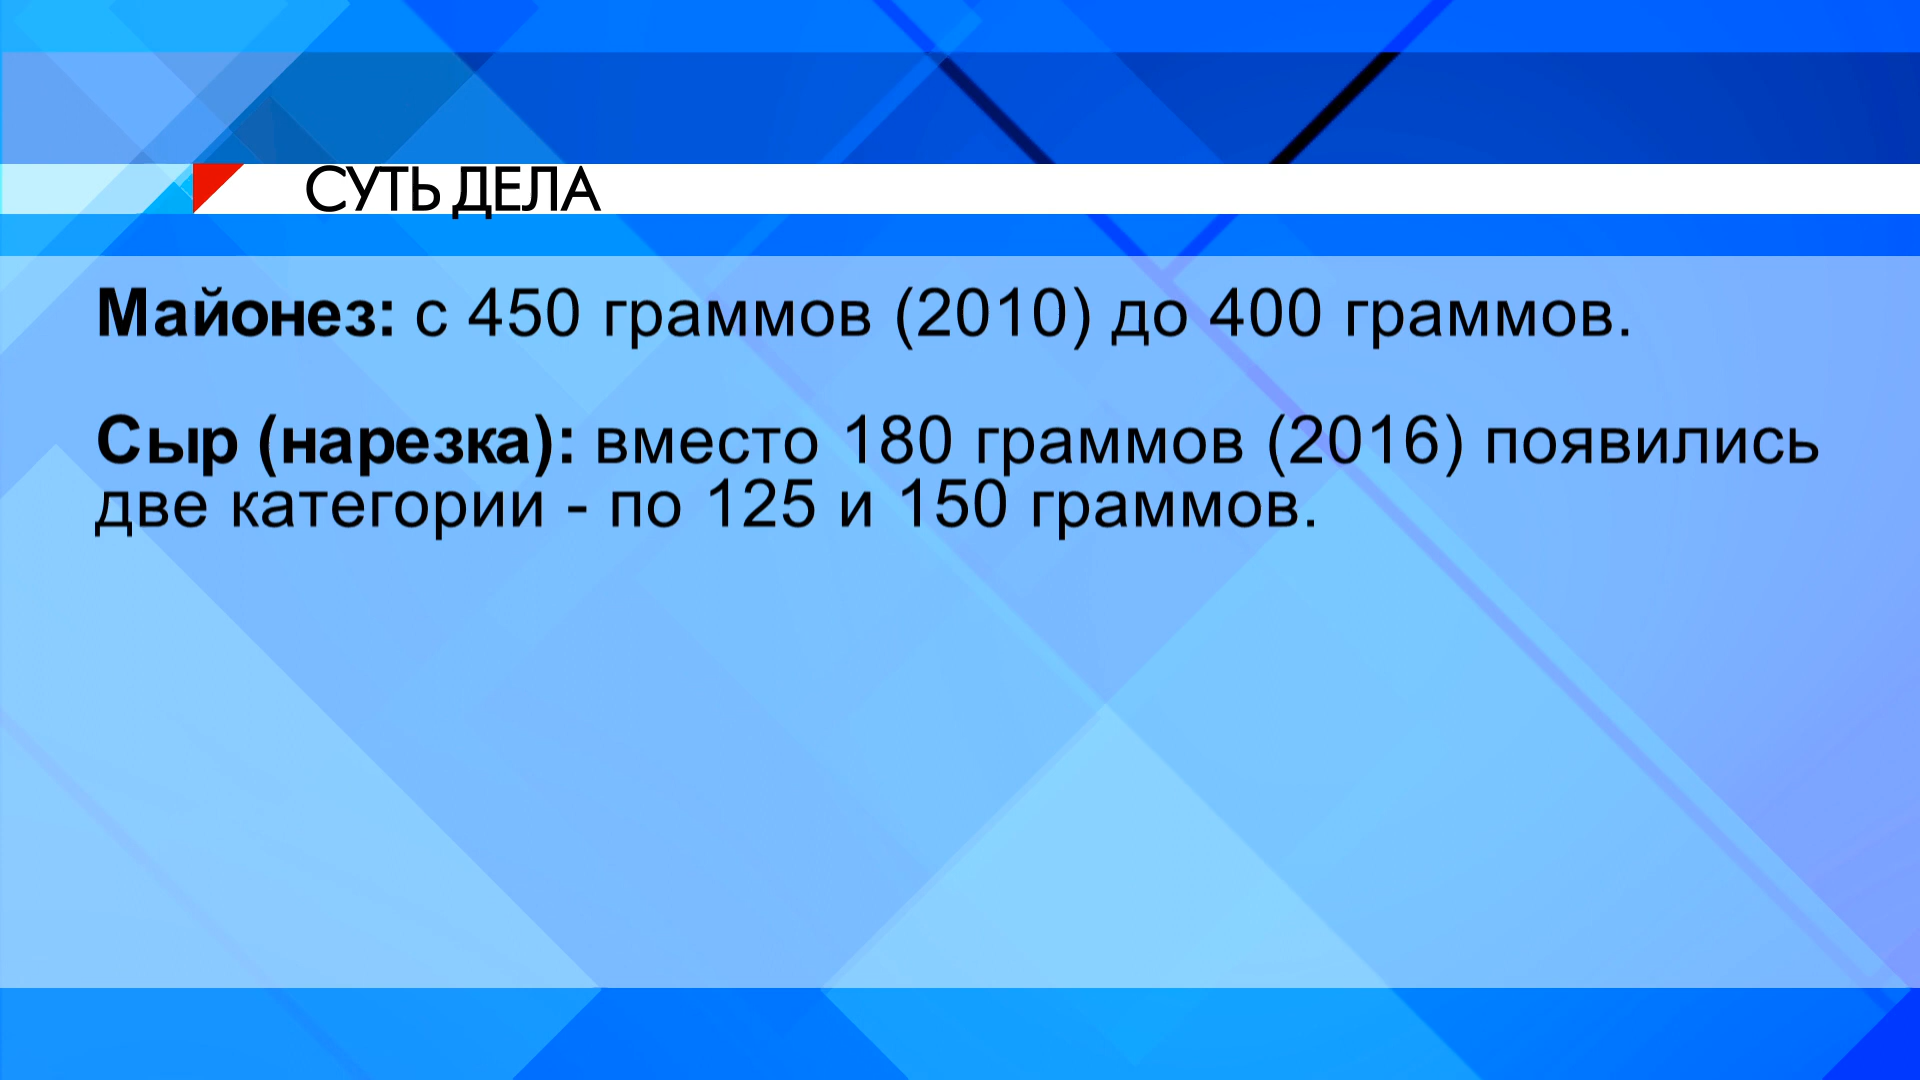 СУТЬ ДЕЛА
Майонез: с 450 граммов (2010) до 400 граммов.
Сыр (нарезка): вместо 180 граммов (2016) появились
две категории - по 125 и 150 граммов.